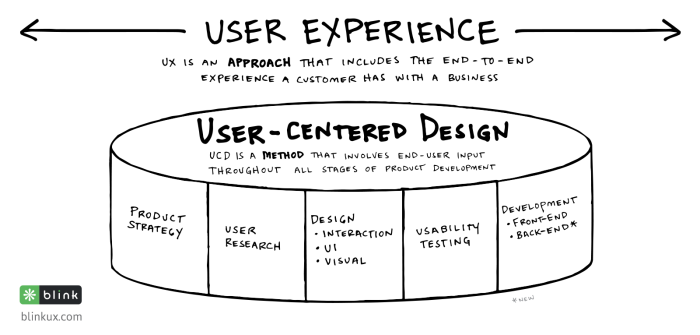 USER EXPERIENCE
UX IS AN APPROACH THAT INCLUDES THE END-TO-END
EXPERIENCE A CUSTOMER HAS WITH A BUSINESS
USER-CENTERED DESIGN
UCD IS A METHOD THAT INVOLVES END-USER INPUT
THROUGHOUT ALL STAGES OF PRODUCT DEVELOPMENT
PRODUCT
STRATEGY
USER
RESEARCH
DESIGN
• INTERACTION
• UI
• VISUAL
USABILITY
TESTING
DEVELOPMENT
• FRONT-END
• BACK-END*
* NEW
blink
blinkux.com